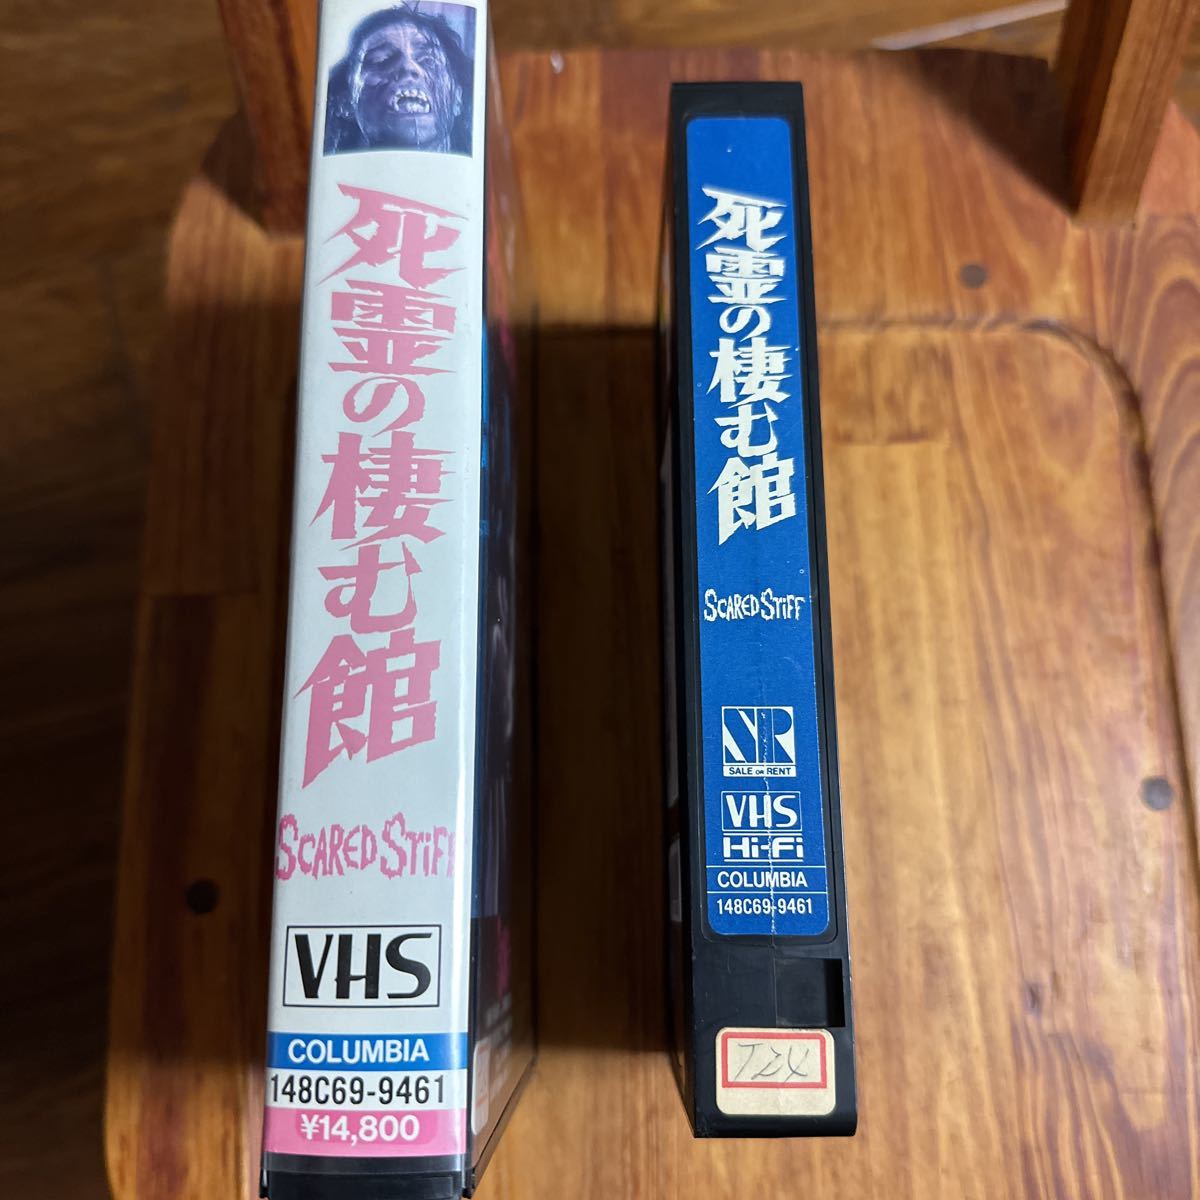 死霊の棲む館
SCARED STIFF
VHS
COLUMBIA
148C69-9461
¥14,800
死霊の棲む館
SCARED STIFF
SR
SALE OR RENT
VHS
Hi-Fi
COLUMBIA
148C69-9461